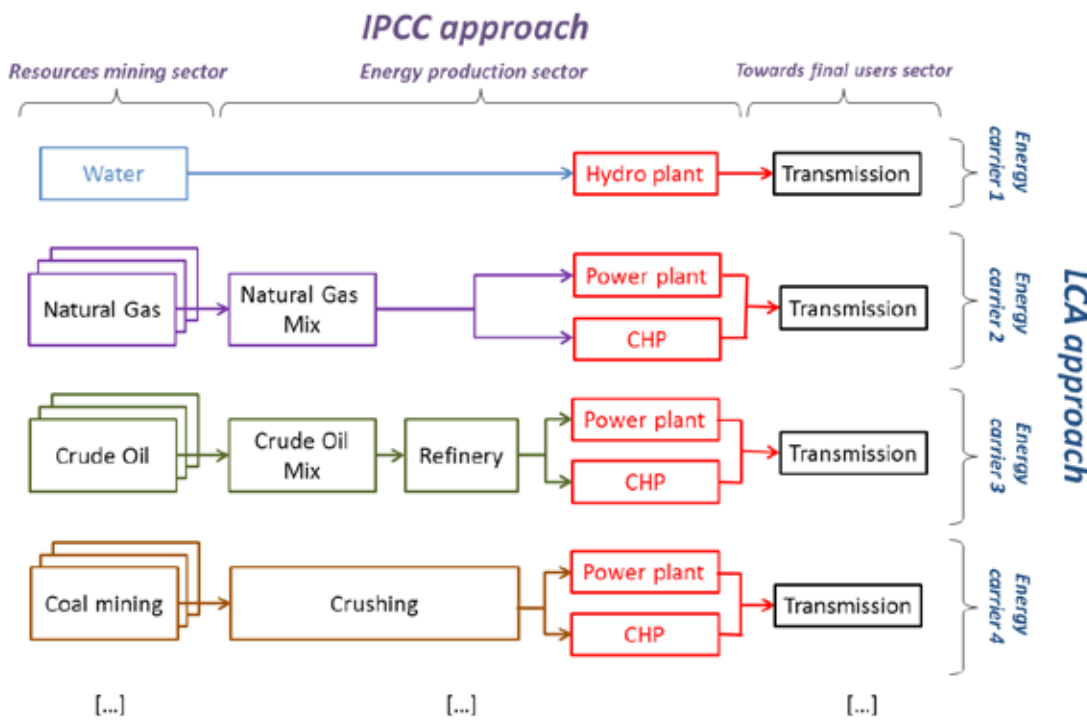 IPCC approach
Resources mining sector
Energy production sector
Towards final users sector
Water
Hydro plant
Transmission
Energy
carrier 1
Natural Gas
Natural Gas
Mix
Power plant
CHP
Transmission
Energy
carrier 2
LCA approach
Crude Oil
Crude Oil
Mix
Refinery
Power plant
CHP
Transmission
Energy
carrier 3
Coal mining
Crushing
Power plant
CHP
Transmission
Energy
carrier 4
[...]
[...]
[...]